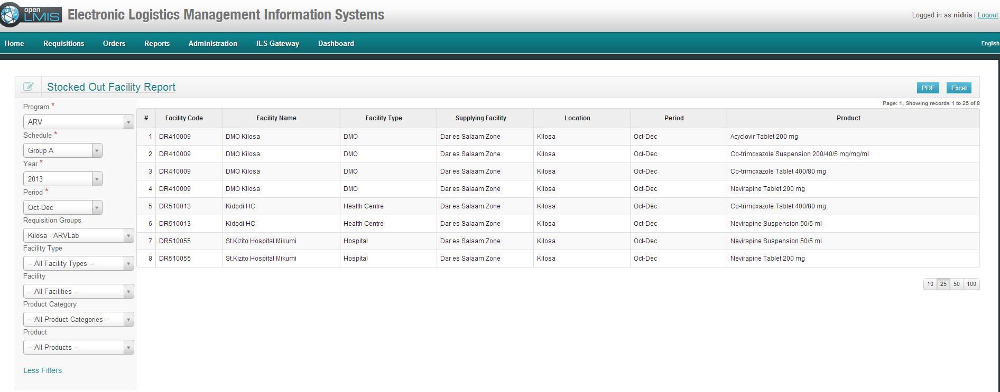 open
LMIS
Electronic Logistics Management Information Systems
Logged in as nidris | Logout
Home Requisitions Orders Reports Administration ILS Gateway Dashboard English
Stocked Out Facility Report
PDF Excel
Page: 1, Showing records 1 to 25 of 8
Program *
ARV
Schedule *
Group A
Year *
2013
Period *
Oct-Dec
Requisition Groups
Kilosa - ARVLab
Facility Type
-- All Facility Types --
Facility
-- All Facilities --
Product Category
-- All Product Categories --
Product
-- All Products --
Less Filters
# Facility Code Facility Name Facility Type Supplying Facility Location Period Product
1 DR410009 DMO Kilosa DMO Dar es Salaam Zone Kilosa Oct-Dec Acyclovir Tablet 200 mg
2 DR410009 DMO Kilosa DMO Dar es Salaam Zone Kilosa Oct-Dec Co-trimoxazole Suspension 200/40/5 mg/mg/ml
3 DR410009 DMO Kilosa DMO Dar es Salaam Zone Kilosa Oct-Dec Co-trimoxazole Tablet 400/80 mg
4 DR410009 DMO Kilosa DMO Dar es Salaam Zone Kilosa Oct-Dec Nevirapine Tablet 200 mg
5 DR510013 Kidodi HC Health Centre Dar es Salaam Zone Kilosa Oct-Dec Co-trimoxazole Tablet 400/80 mg
6 DR510013 Kidodi HC Health Centre Dar es Salaam Zone Kilosa Oct-Dec Nevirapine Suspension 50/5 ml
7 DR510055 St.Kizito Hospital Mikumi Hospital Dar es Salaam Zone Kilosa Oct-Dec Nevirapine Suspension 50/5 ml
8 DR510055 St.Kizito Hospital Mikumi Hospital Dar es Salaam Zone Kilosa Oct-Dec Nevirapine Tablet 200 mg
10 25 50 100